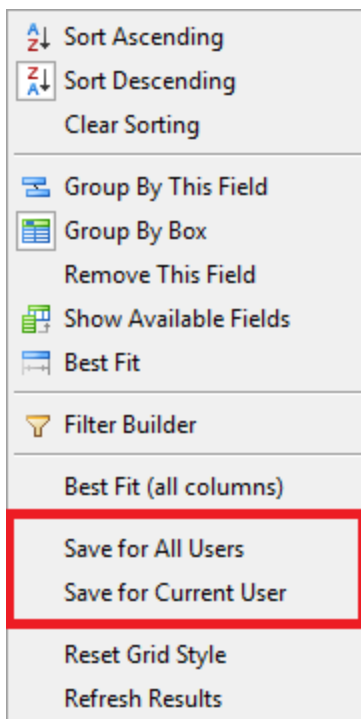 Sort Ascending
Sort Descending
Clear Sorting
Group By This Field
Group By Box
Remove This Field
Show Available Fields
Best Fit
Filter Builder
Best Fit (all columns)
Save for All Users
Save for Current User
Reset Grid Style
Refresh Results